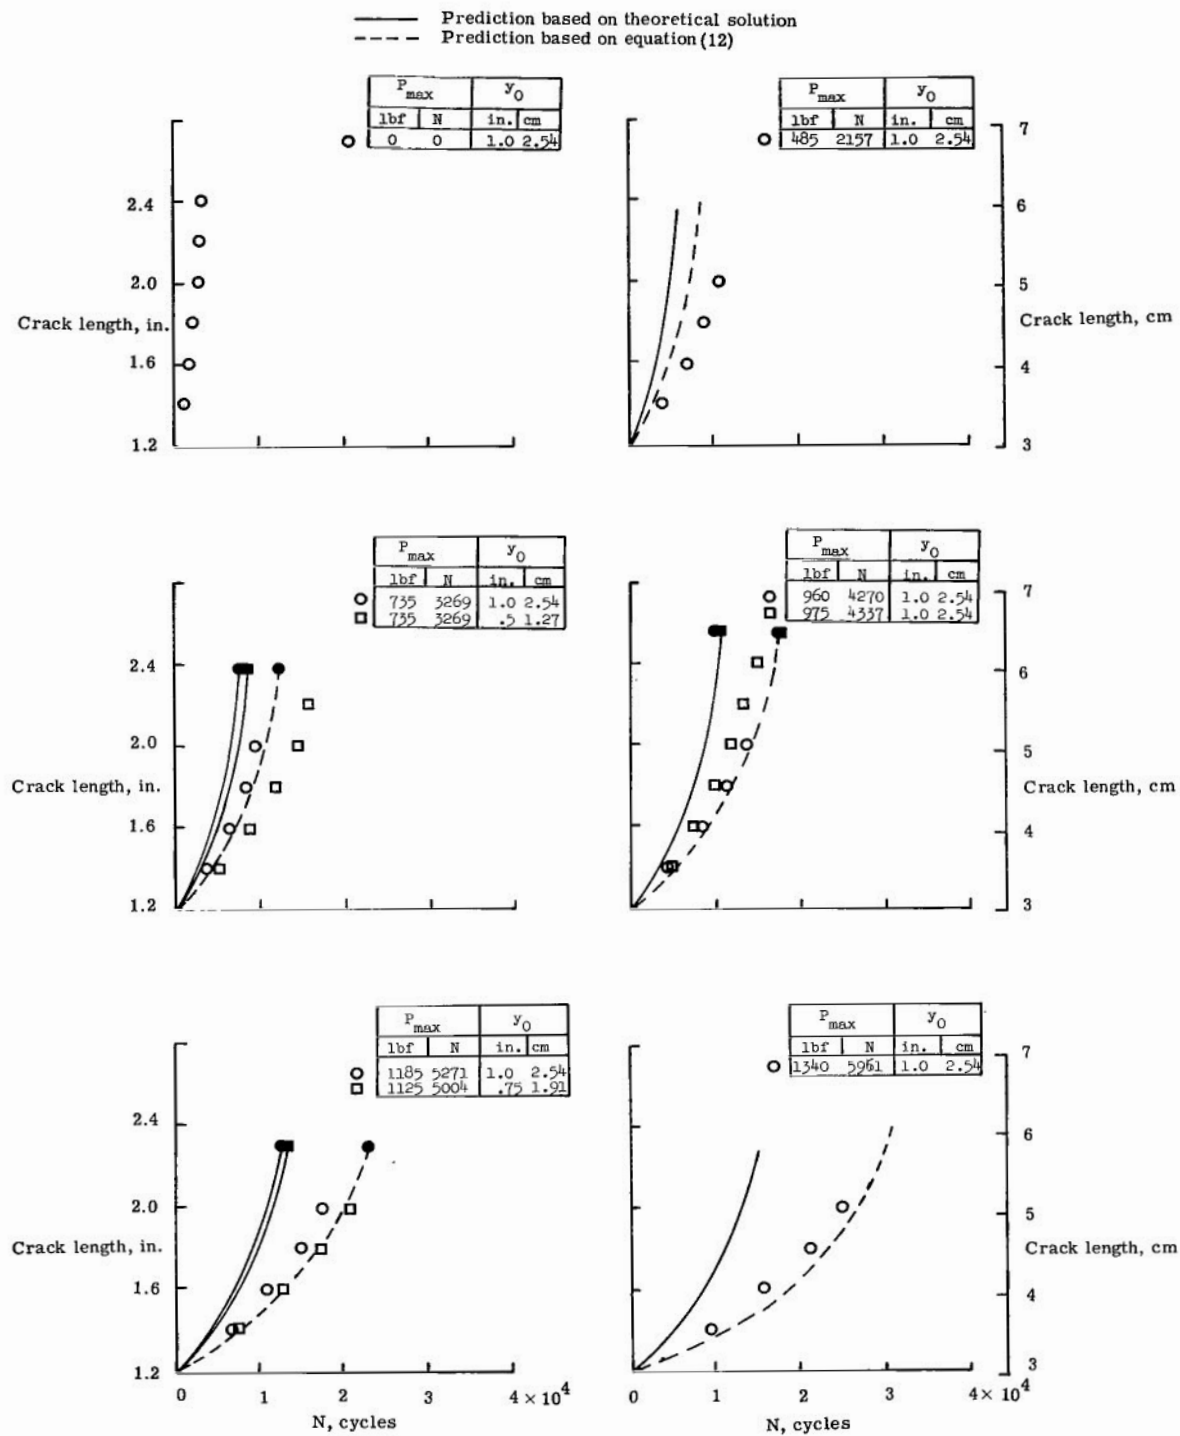 Prediction based on theoretical solution
Prediction based on equation (12)
P max y0
lbf N in. cm
0 0 1.0 2.54
P max y0
lbf N in. cm
485 2157 1.0 2.54
2.4
2.0
Crack length, in.
1.6
1.2
7
6
5
Crack length, cm
4
3
P max y0
lbf N in. cm
735 3269 1.0 2.54
735 3269 .5 1.27
P max y0
lbf N in. cm
960 4270 1.0 2.54
975 4337 1.0 2.54
2.4
2.0
Crack length, in.
1.6
1.2
7
6
5
Crack length, cm
4
3
P max y0
lbf N in. cm
1185 5271 1.0 2.54
1125 5004 .75 1.91
P max y0
lbf N in. cm
1340 5961 1.0 2.54
2.4
2.0
Crack length, in.
1.6
1.2
7
6
5
Crack length, cm
4
3
0 1 2 3 4 × 10^4
N, cycles
0 1 2 3 4 × 10^4
N, cycles